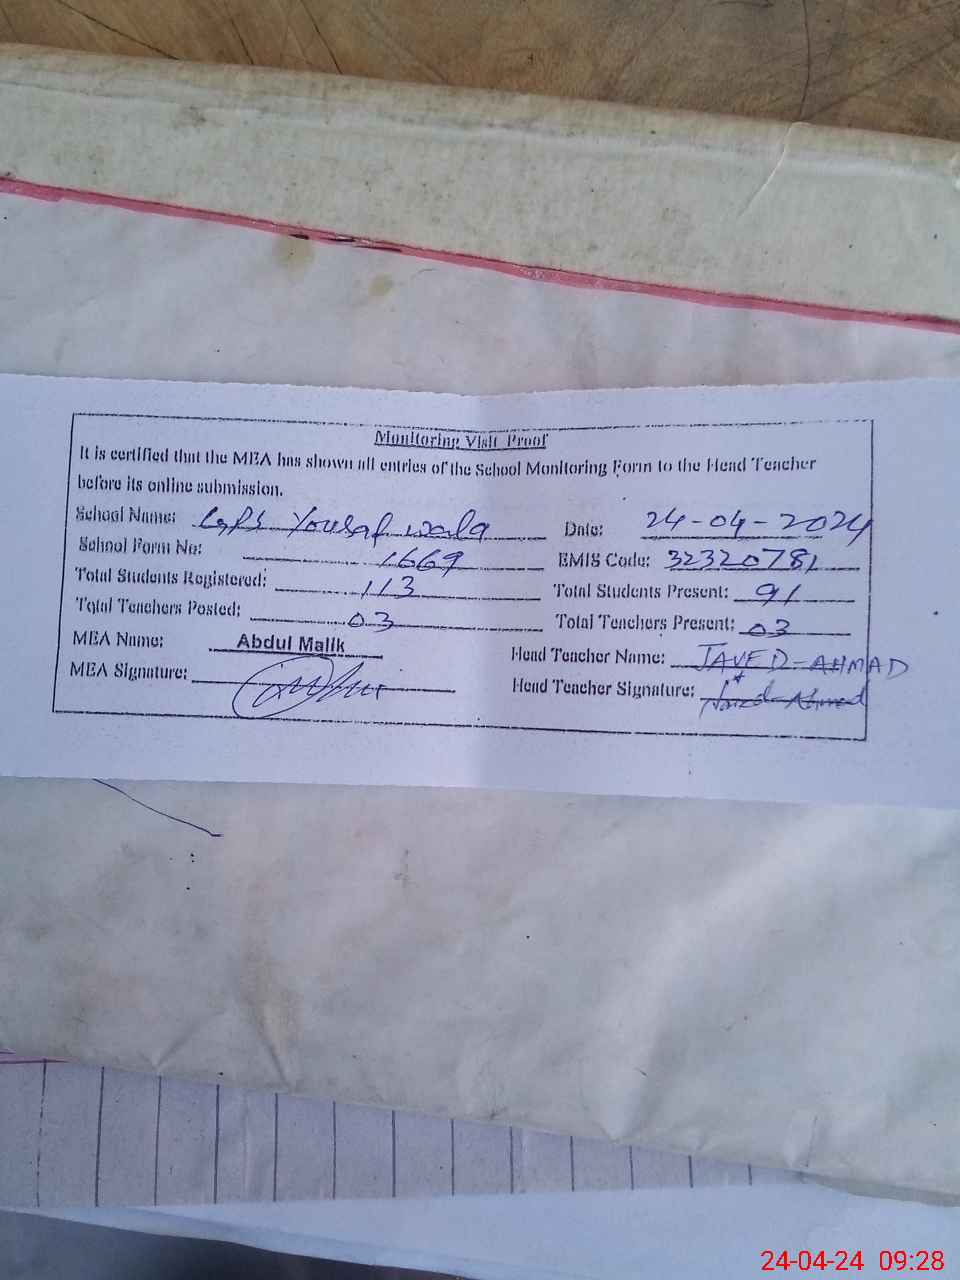 Monitoring Visit Proof
It is certified that the MEA has shown all entries of the School Monitoring Form to the Head Teacher
before its online submission.
School Name: GPS Yousaf wala Date: 24-04-2024
School Form No: 1669 EMIS Code: 32320781
Total Students Registered: 113 Total Students Present: 91
Total Teachers Posted: 03 Total Teachers Present: 03
MEA Name: Abdul Malik Head Teacher Name: JAVED-AHMAD
MEA Signature: Head Teacher Signature: Javed Ahmad
24-04-24 09:28